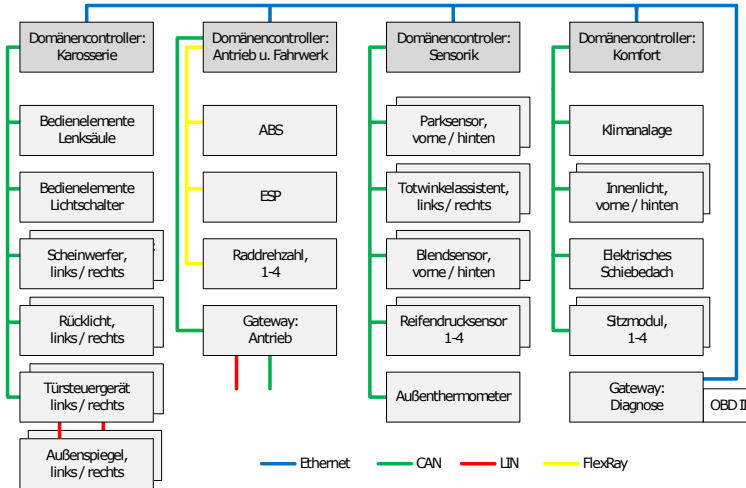 Domänencontroller:
Karosserie
Domänencontroller:
Antrieb u. Fahrwerk
Domänencontroler:
Sensorik
Domänencontroller:
Komfort
Bedienelemente
Lenksäule
Bedienelemente
Lichtschalter
Scheinwerfer,
links / rechts
Rücklicht,
links / rechts
Türsteuergerät
links / rechts
Außenspiegel,
links / rechts
ABS
ESP
Raddrehzahl,
1-4
Gateway:
Antrieb
Parksensor,
vorne / hinten
Totwinkelassistent,
links / rechts
Blendsensor,
vorne / hinten
Reifendrucksensor
1-4
Außenthermometer
Klimanalage
Innenlicht,
vorne / hinten
Elektrisches
Schiebedach
Sitzmodul,
1-4
Gateway:
Diagnose
OBD II
Ethernet
CAN
LIN
FlexRay